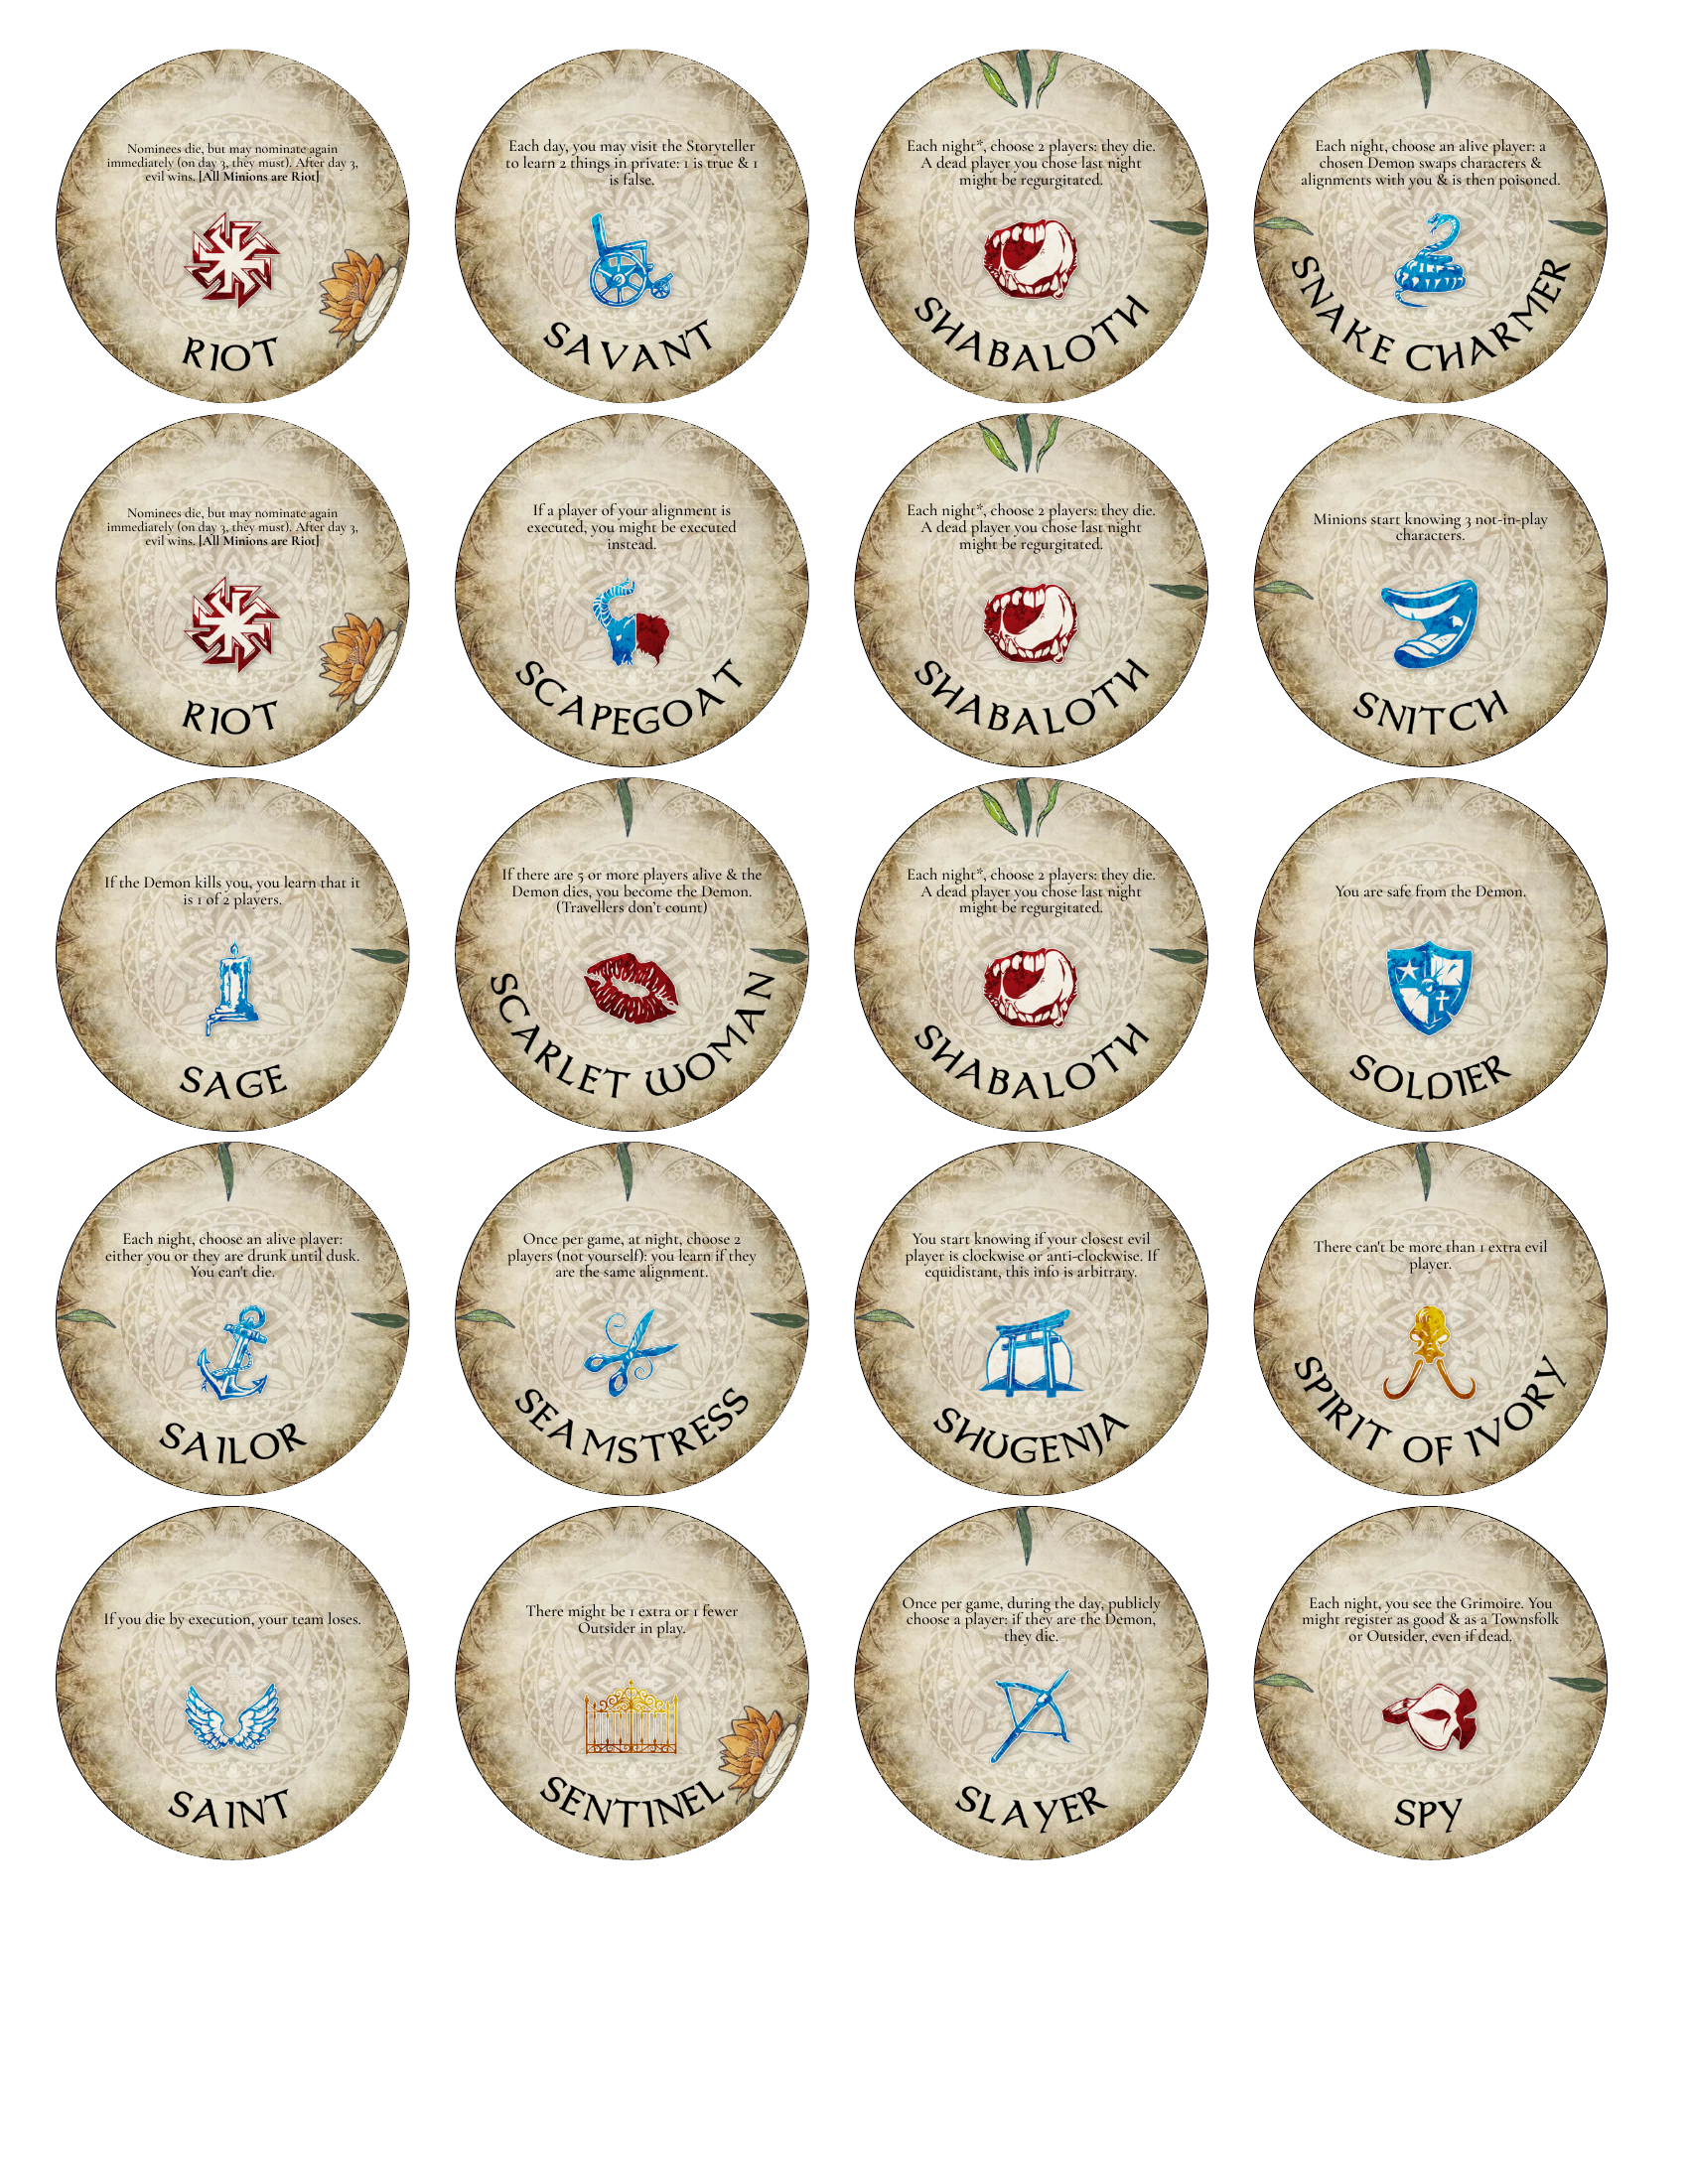 Nominees die, but may nominate again
immediately (on day 3, they must). After day 3,
evil wins. [All Minions are Riot]
RIOT
Each day, you may visit the Storyteller
to learn 2 things in private: 1 is true & 1
is false.
SAVANT
Each night*, choose 2 players: they die.
A dead player you chose last night
might be regurgitated.
SHABALOTH
Each night, choose an alive player: a
chosen Demon swaps characters &
alignments with you & is then poisoned.
SNAKE CHARMER
Nominees die, but may nominate again
immediately (on day 3, they must). After day 3,
evil wins. [All Minions are Riot]
RIOT
If a player of your alignment is
executed, you might be executed
instead.
SCAPEGOAT
Each night*, choose 2 players: they die.
A dead player you chose last night
might be regurgitated.
SHABALOTH
Minions start knowing 3 not-in-play
characters.
SNITCH
If the Demon kills you, you learn that it
is 1 of 2 players.
SAGE
If there are 5 or more players alive & the
Demon dies, you become the Demon.
(Travellers don't count)
SCARLET WOMAN
Each night*, choose 2 players: they die.
A dead player you chose last night
might be regurgitated.
SHABALOTH
You are safe from the Demon.
SOLDIER
Each night, choose an alive player:
either you or they are drunk until dusk.
You can't die.
SAILOR
Once per game, at night, choose 2
players (not yourself): you learn if they
are the same alignment.
SEAMSTRESS
You start knowing if your closest evil
player is clockwise or anti-clockwise. If
equidistant, this info is arbitrary.
SHUGENJA
There can't be more than 1 extra evil
player.
SPIRIT OF IVORY
If you die by execution, your team loses.
SAINT
There might be 1 extra or 1 fewer
Outsider in play.
SENTINEL
Once per game, during the day, publicly
choose a player: if they are the Demon,
they die.
SLAYER
Each night, you see the Grimoire. You
might register as good & as a Townsfolk
or Outsider, even if dead.
SPY